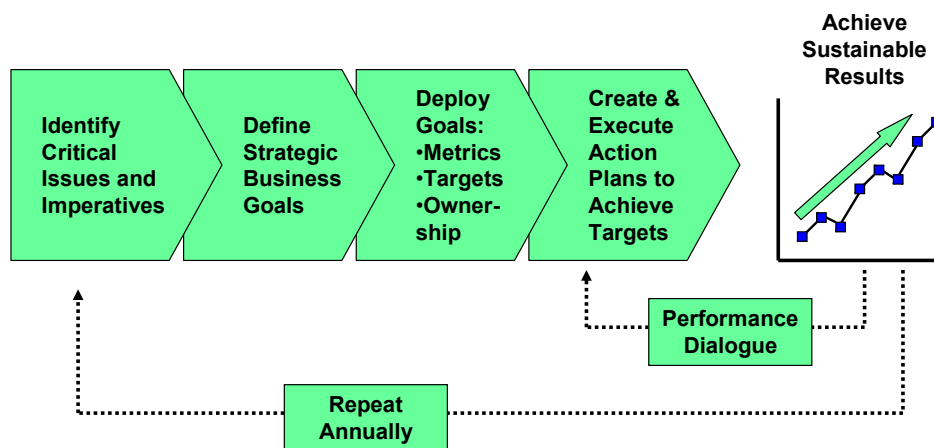 Achieve
Sustainable
Results
Identify
Critical
Issues and
Imperatives
Define
Strategic
Business
Goals
Deploy
Goals:
•Metrics
•Targets
•Owner-
ship
Create &
Execute
Action
Plans to
Achieve
Targets
Performance
Dialogue
Repeat
Annually